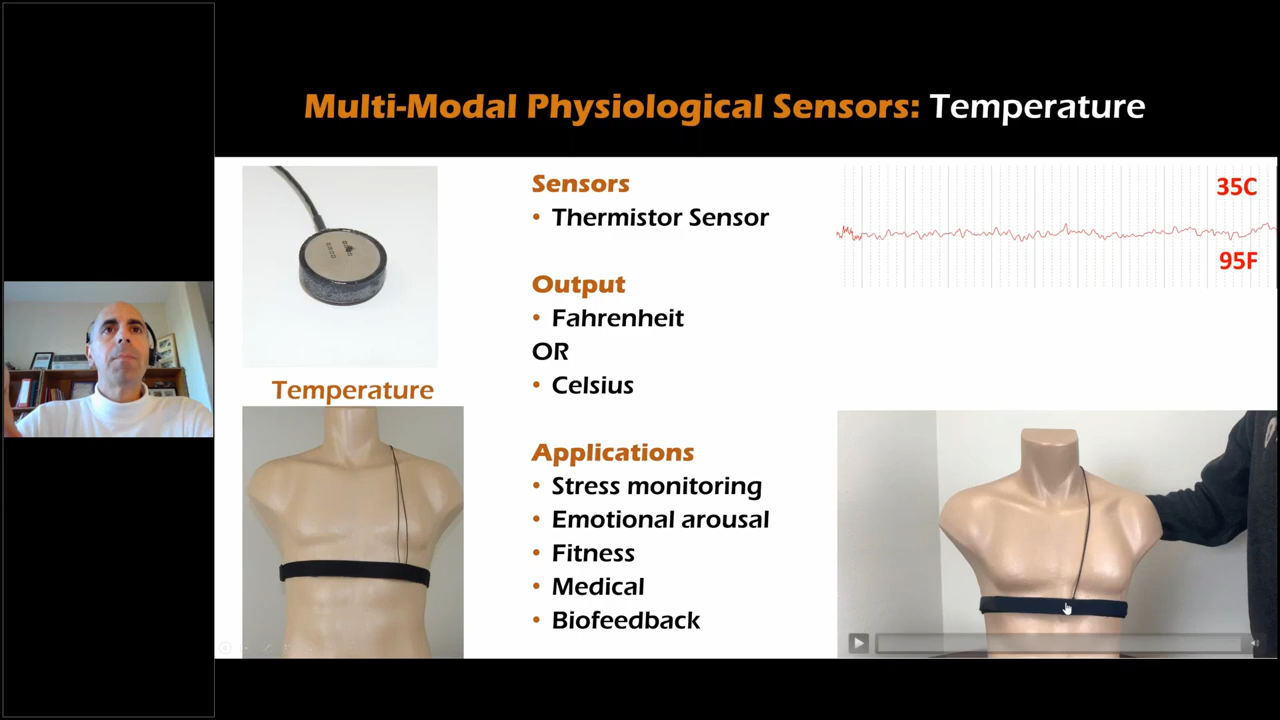 Multi-Modal Physiological Sensors: Temperature
Sensors
• Thermistor Sensor
Output
• Fahrenheit
OR
• Celsius
Applications
• Stress monitoring
• Emotional arousal
• Fitness
• Medical
• Biofeedback
Temperature
35C
95F